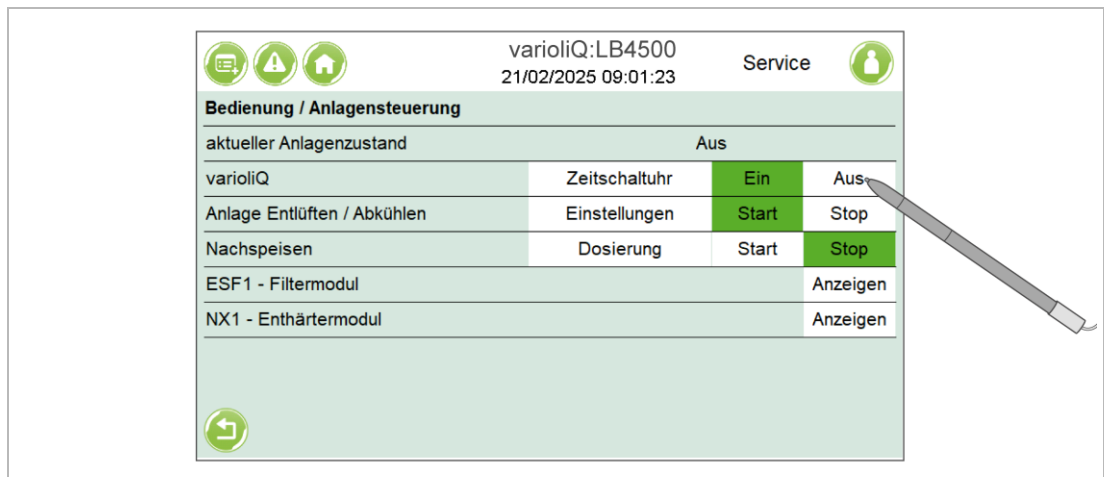 varioliQ:LB4500
21/02/2025 09:01:23 Service
Bedienung / Anlagensteuerung
aktueller Anlagenzustand Aus
varioliQ Zeitschaltuhr Ein Aus
Anlage Entlüften / Abkühlen Einstellungen Start Stop
Nachspeisen Dosierung Start Stop
ESF1 - Filtermodul Anzeigen
NX1 - Enthärtermodul Anzeigen